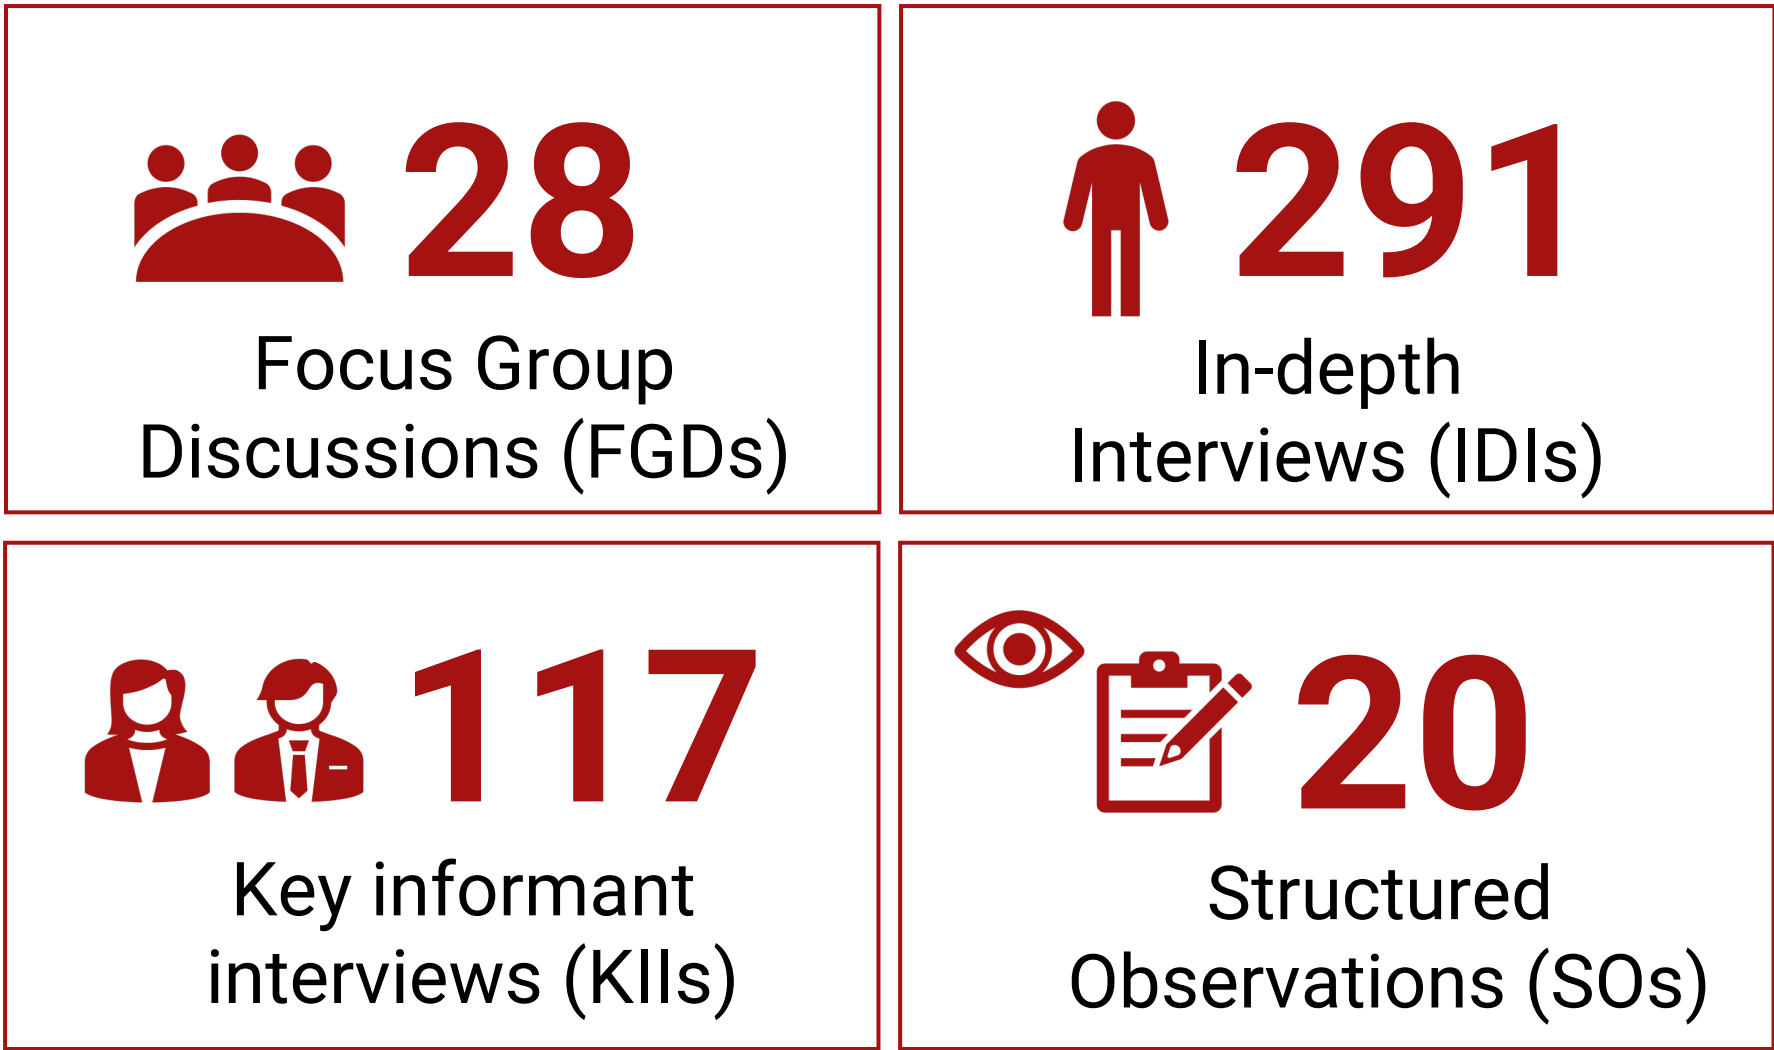 28
Focus Group
Discussions (FGDs)
291
In-depth
Interviews (IDIs)
117
Key informant
interviews (KIIs)
20
Structured
Observations (SOs)